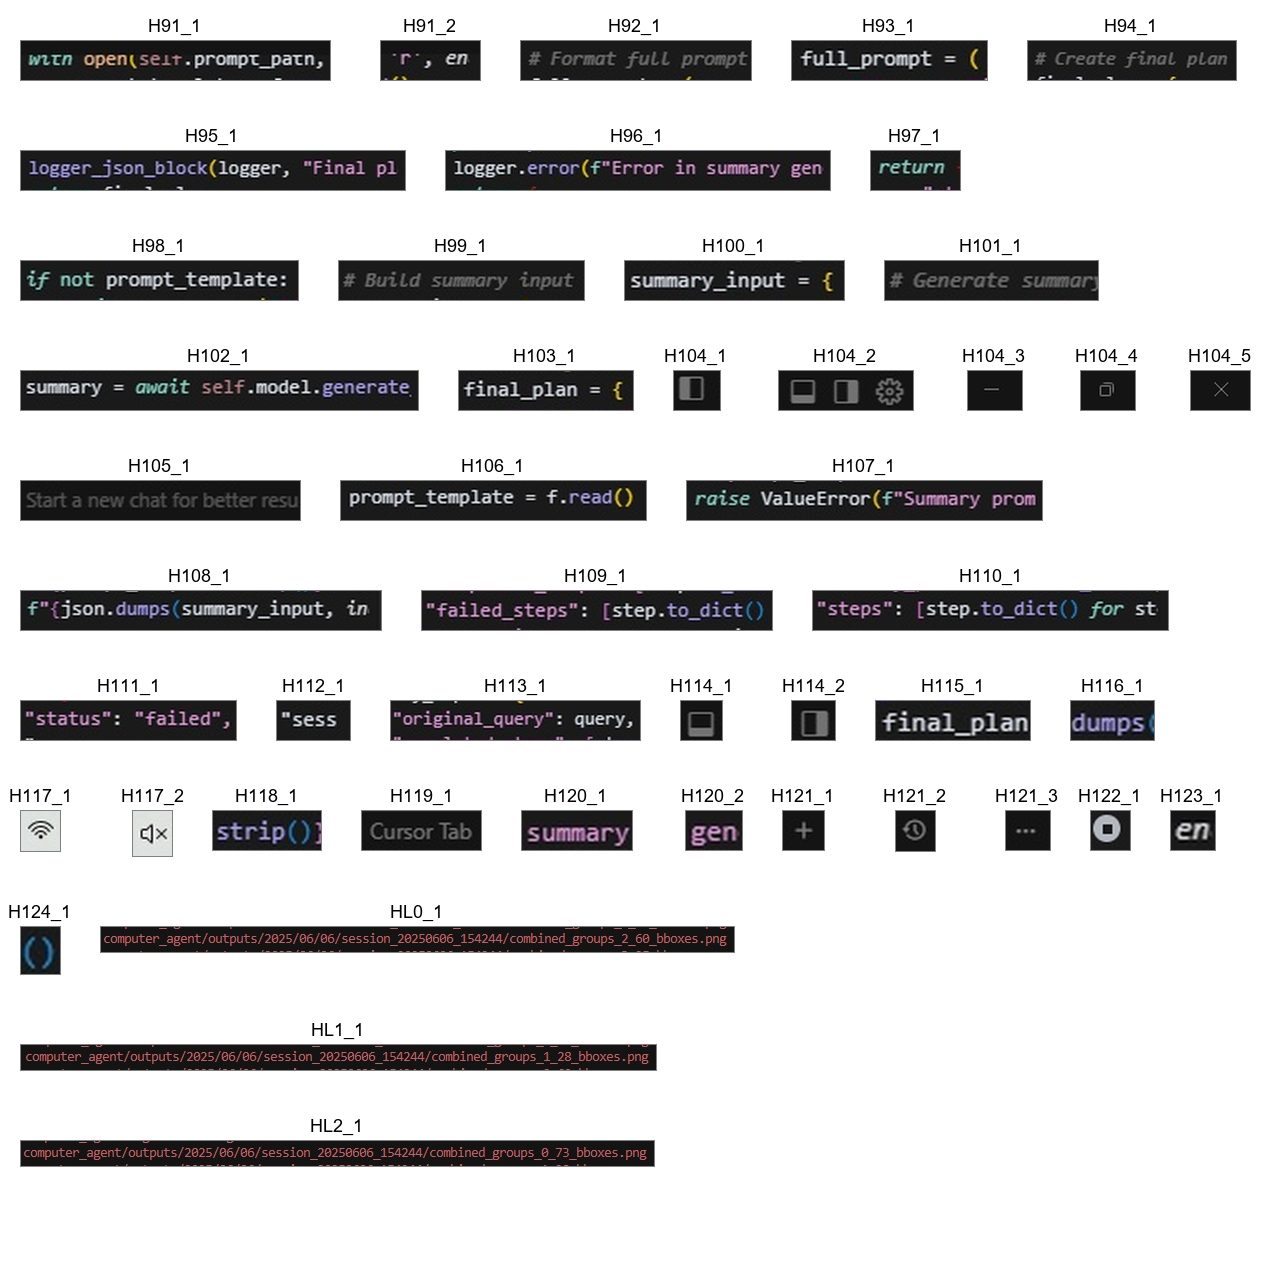 H91_1 H91_2 H92_1 H93_1 H94_1
with open(self.prompt_path, 'r', en # Format full prompt full_prompt = ( # Create final plan
H95_1 H96_1 H97_1
logger_json_block(logger, "Final pl logger.error(f"Error in summary gen return
H98_1 H99_1 H100_1 H101_1
if not prompt_template: # Build summary input summary_input = { # Generate summary
H102_1 H103_1 H104_1 H104_2 H104_3 H104_4 H104_5
summary = await self.model.generate final_plan = {
H105_1 H106_1 H107_1
Start a new chat for better resu prompt_template = f.read() raise ValueError(f"Summary prom
H108_1 H109_1 H110_1
f"{json.dumps(summary_input, in "failed_steps": [step.to_dict() "steps": [step.to_dict() for st
H111_1 H112_1 H113_1 H114_1 H114_2 H115_1 H116_1
"status": "failed", "sess "original_query": query, final_plan dumps(
H117_1 H117_2 H118_1 H119_1 H120_1 H120_2 H121_1 H121_2 H121_3 H122_1 H123_1
strip()} Cursor Tab summary gen en
H124_1 HL0_1
() computer_agent/outputs/2025/06/06/session_20250606_154244/combined_groups_2_60_bboxes.png
HL1_1
computer_agent/outputs/2025/06/06/session_20250606_154244/combined_groups_1_28_bboxes.png
HL2_1
computer_agent/outputs/2025/06/06/session_20250606_154244/combined_groups_0_73_bboxes.png